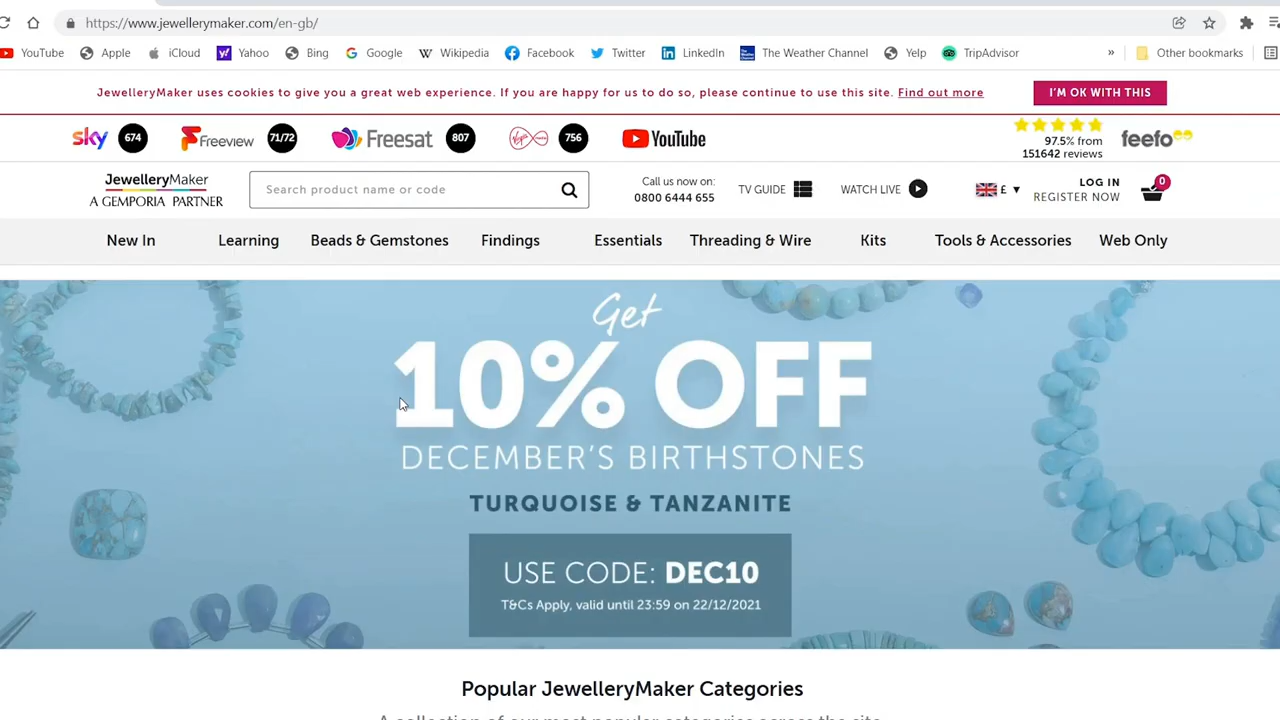 https://www.jewellerymaker.com/en-gb/
YouTube Apple iCloud Yahoo Bing Google Wikipedia Facebook Twitter LinkedIn The Weather Channel Yelp TripAdvisor » Other bookmarks
JewelleryMaker uses cookies to give you a great web experience. If you are happy for us to do so, please continue to use this site. Find out more
I'M OK WITH THIS
sky 674 Freeview 71/72 Freesat 807 Virgin media 756 YouTube
97.5% from
151642 reviews
feefo
JewelleryMaker
A GEMPORIA PARTNER
Search product name or code
Call us now on:
0800 6444 655
TV GUIDE
WATCH LIVE
£ ▼
LOG IN
REGISTER NOW
0
New In Learning Beads & Gemstones Findings Essentials Threading & Wire Kits Tools & Accessories Web Only
Get
10% OFF
DECEMBER'S BIRTHSTONES
TURQUOISE & TANZANITE
USE CODE: DEC10
T&Cs Apply, valid until 23:59 on 22/12/2021
Popular JewelleryMaker Categories
A collection of our most popular categories across the site